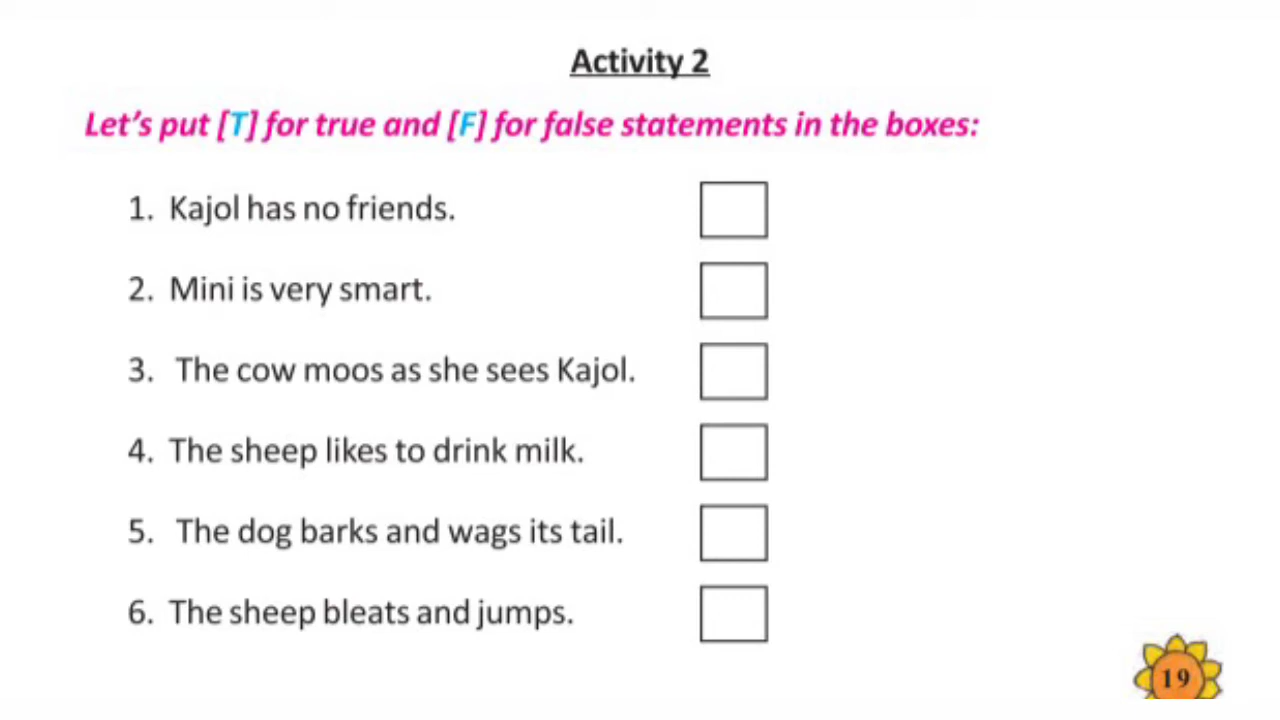 Activity 2
Let's put [T] for true and [F] for false statements in the boxes:
1. Kajol has no friends.
2. Mini is very smart.
3. The cow moos as she sees Kajol.
4. The sheep likes to drink milk.
5. The dog barks and wags its tail.
6. The sheep bleats and jumps.
19